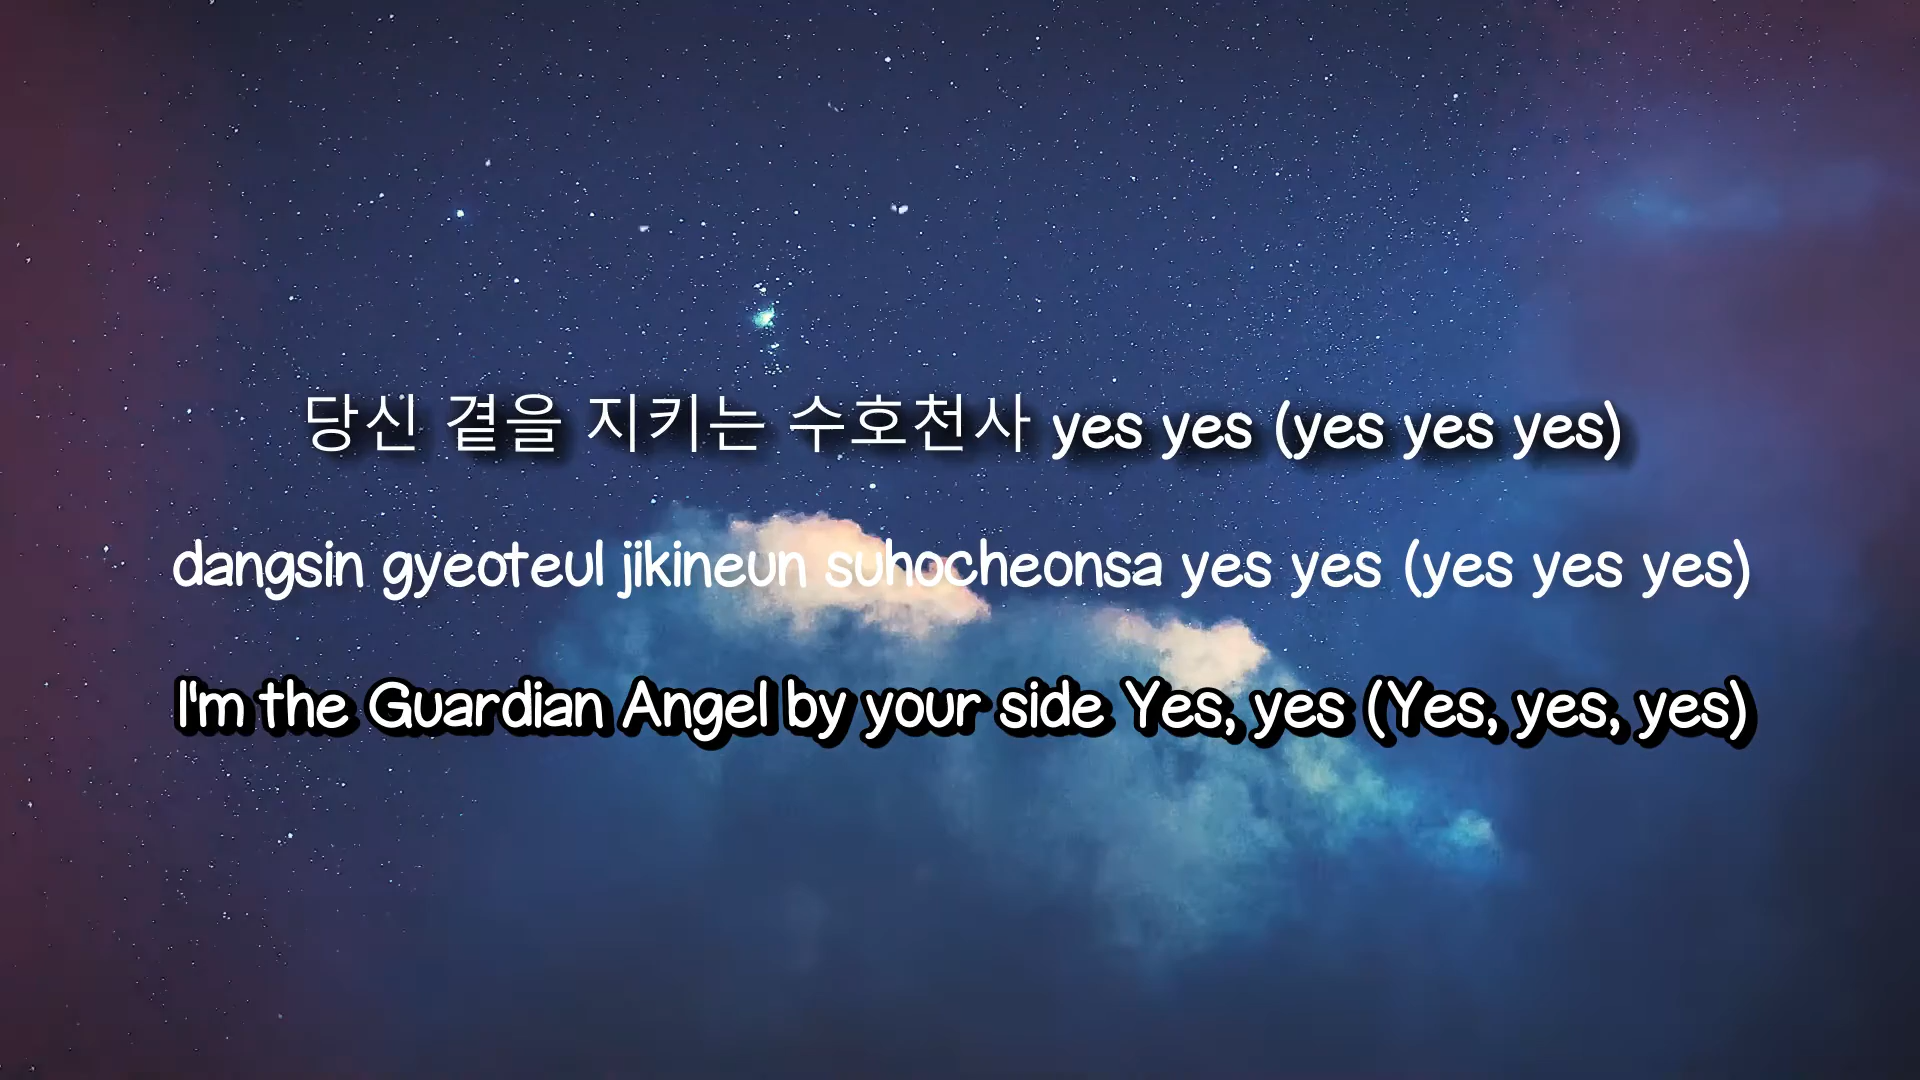 당신 곁을 지키는 수호천사 yes yes (yes yes yes)
dangsin gyeoteul jikineun suhocheonsa yes yes (yes yes yes)
I'm the Guardian Angel by your side Yes, yes (Yes, yes, yes)